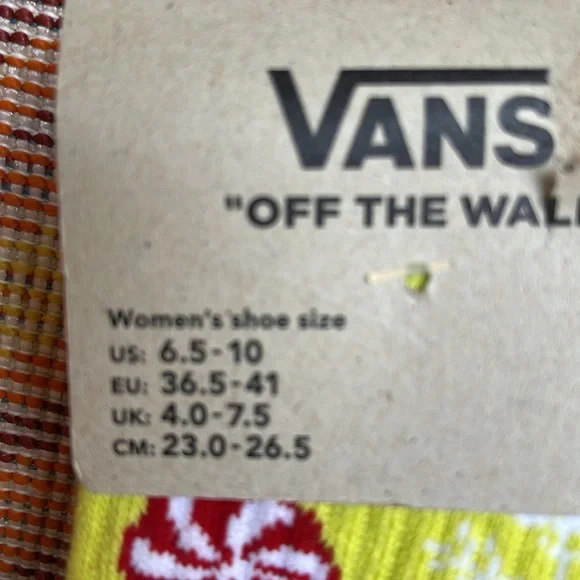 VANS
"OFF THE WALL
Women's shoe size
US: 6.5-10
EU: 36.5-41
UK: 4.0-7.5
CM: 23.0-26.5